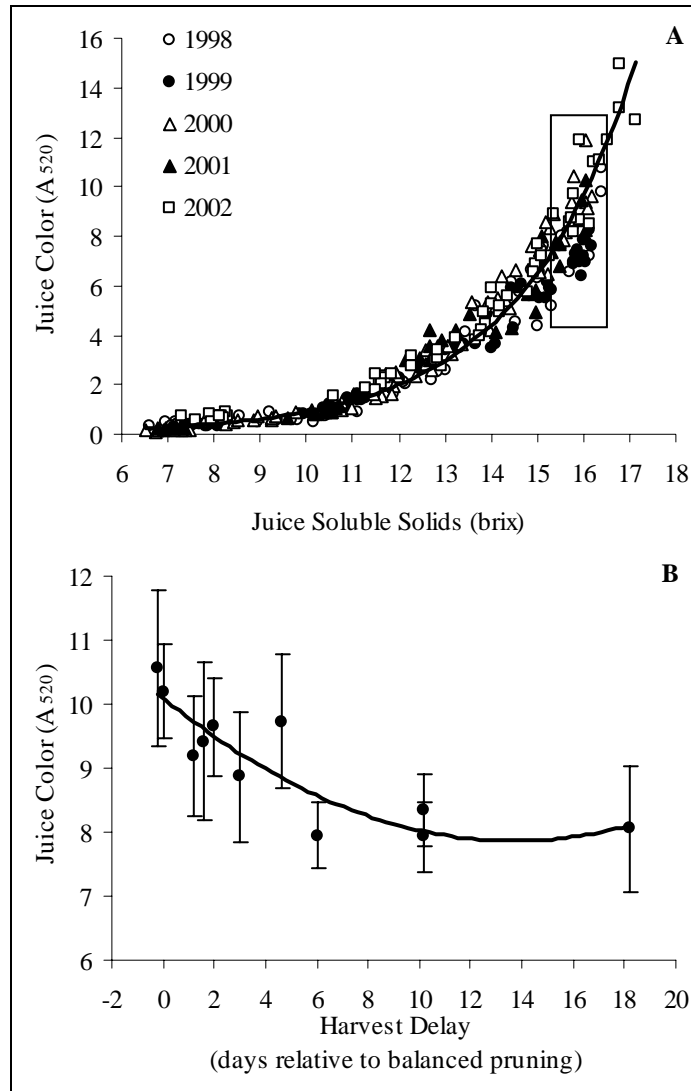 A
1998
1999
2000
2001
2002
16
14
12
10
8
6
4
2
0
Juice Color (A520)
6 7 8 9 10 11 12 13 14 15 16 17 18
Juice Soluble Solids (brix)
B
12
11
10
9
8
7
6
Juice Color (A520)
-2 0 2 4 6 8 10 12 14 16 18 20
Harvest Delay
(days relative to balanced pruning)